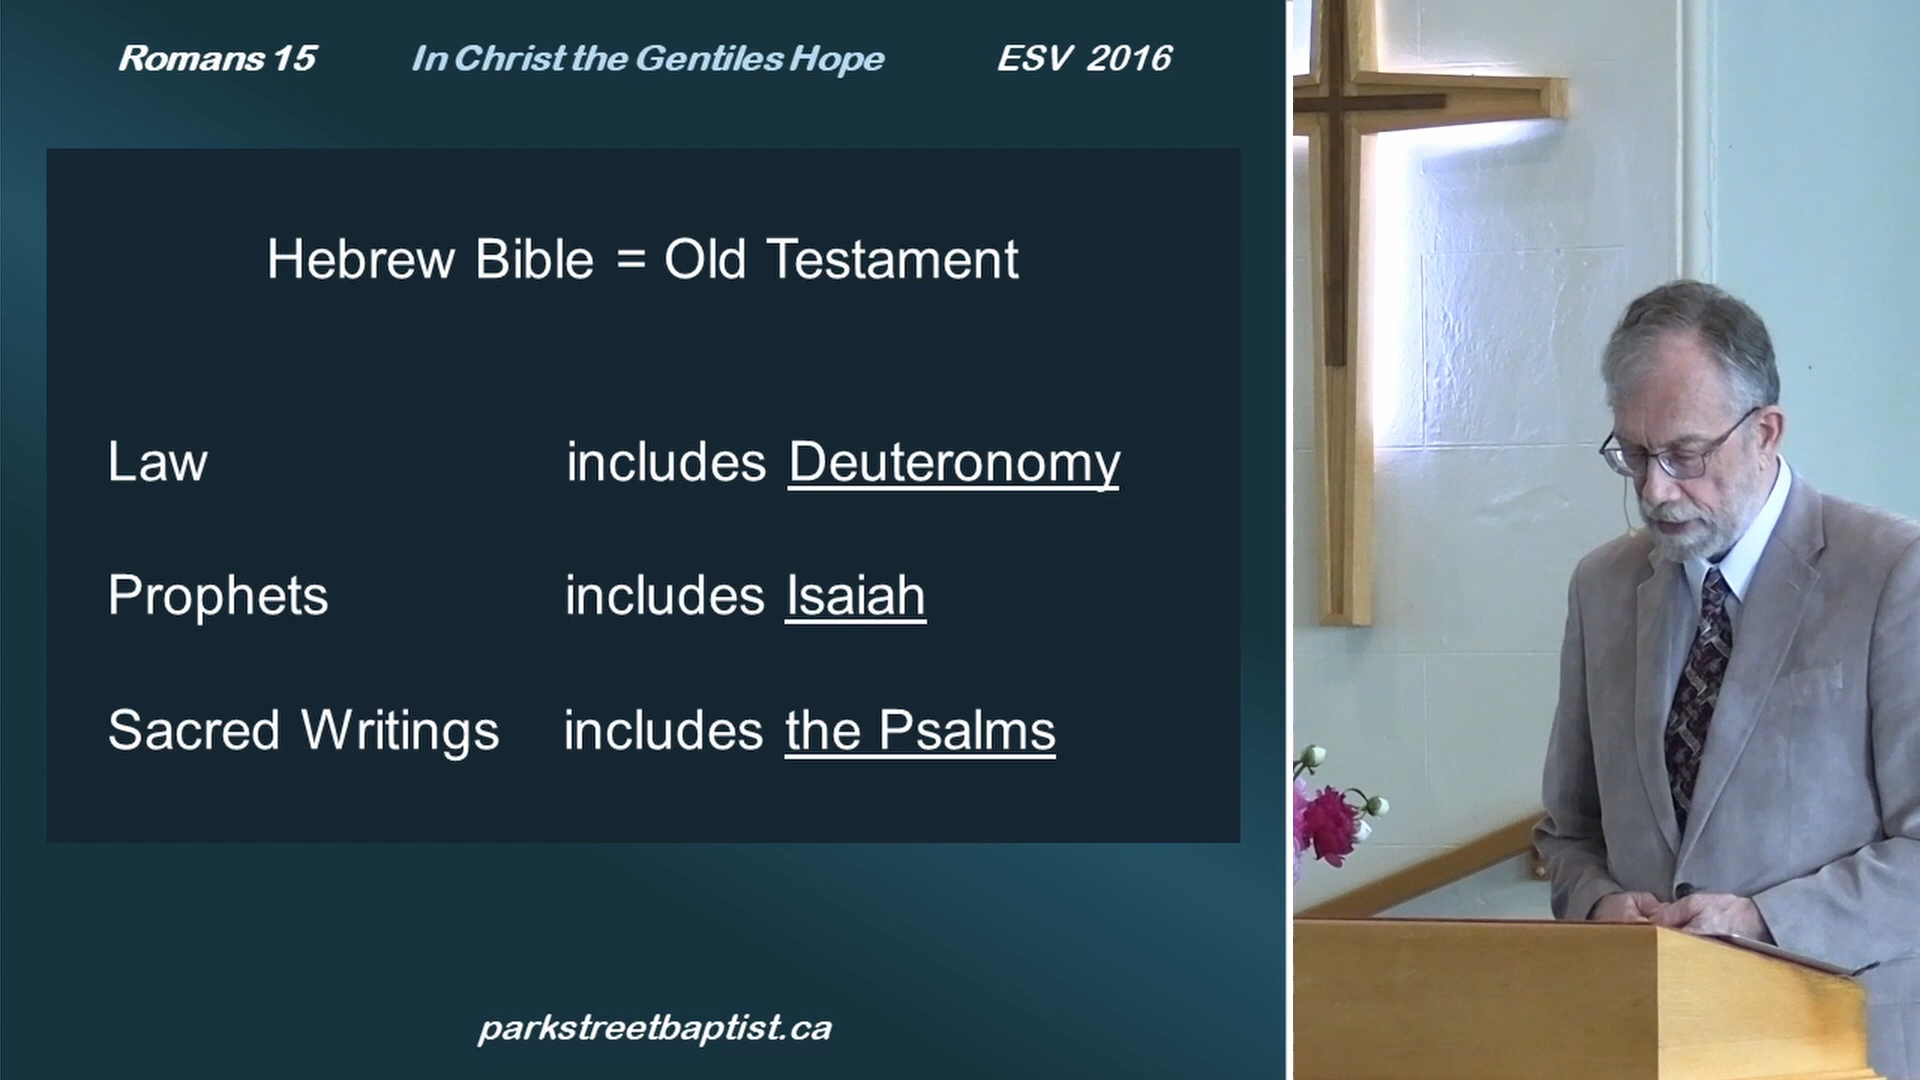 Romans 15 In Christ the Gentiles Hope ESV 2016
Hebrew Bible = Old Testament
Law includes Deuteronomy
Prophets includes Isaiah
Sacred Writings includes the Psalms
parkstreetbaptist.ca